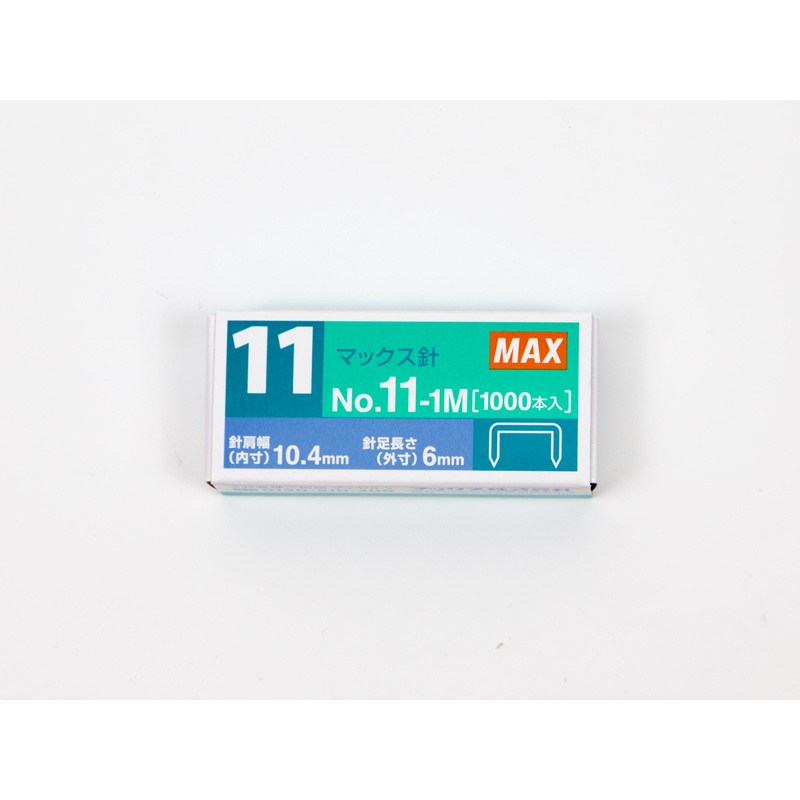 11
マックス針
MAX
No.11-1M[1000本入]
針肩幅
(内寸)10.4mm
針足長さ
(外寸)6mm